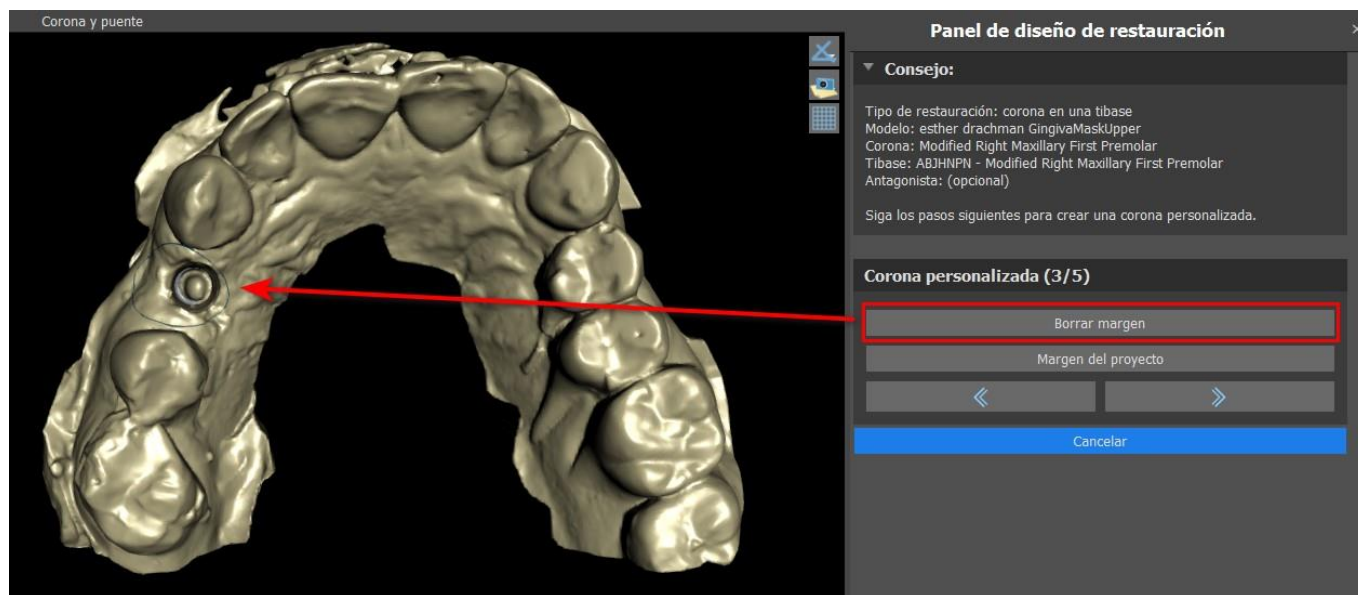 Corona y puente
Panel de diseño de restauración
Consejo:
Tipo de restauración: corona en una tibase
Modelo: esther drachman GingivaMaskUpper
Corona: Modified Right Maxillary First Premolar
Tibase: ABJHNPN - Modified Right Maxillary First Premolar
Antagonista: (opcional)
Siga los pasos siguientes para crear una corona personalizada.
Corona personalizada (3/5)
Borrar margen
Margen del proyecto
Cancelar